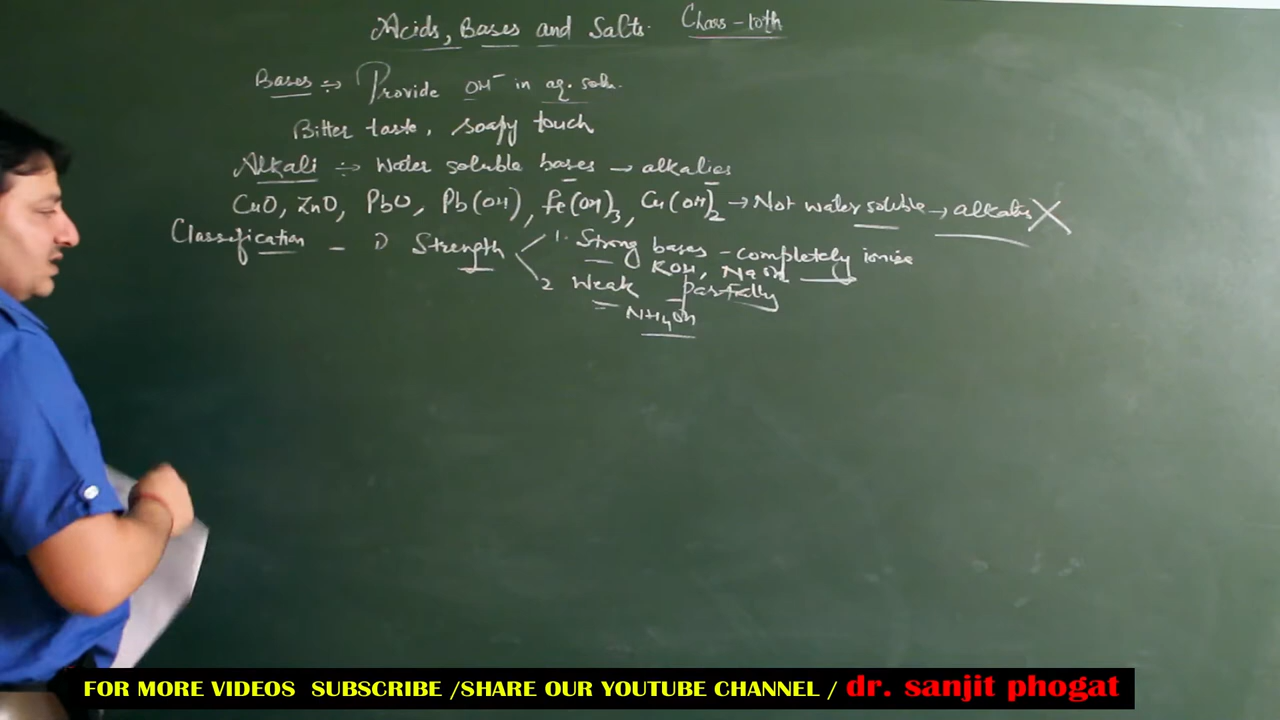 Acids, Bases and Salts. Class-10th
Bases :- Provide OH⁻ in aq. soln.
Bitter taste, soapy touch
Alkali :- Water soluble bases → alkalies
CuO, ZnO, PbO, Pb(OH), Fe(OH)₃, Cu(OH)₂ → Not water soluble → alkalies X
Classification - 1) Strength
1. Strong bases - completely ionise
KOH, NaOH
2 Weak - partially
NH₄OH
FOR MORE VIDEOS SUBSCRIBE /SHARE OUR YOUTUBE CHANNEL / dr. sanjit phogat